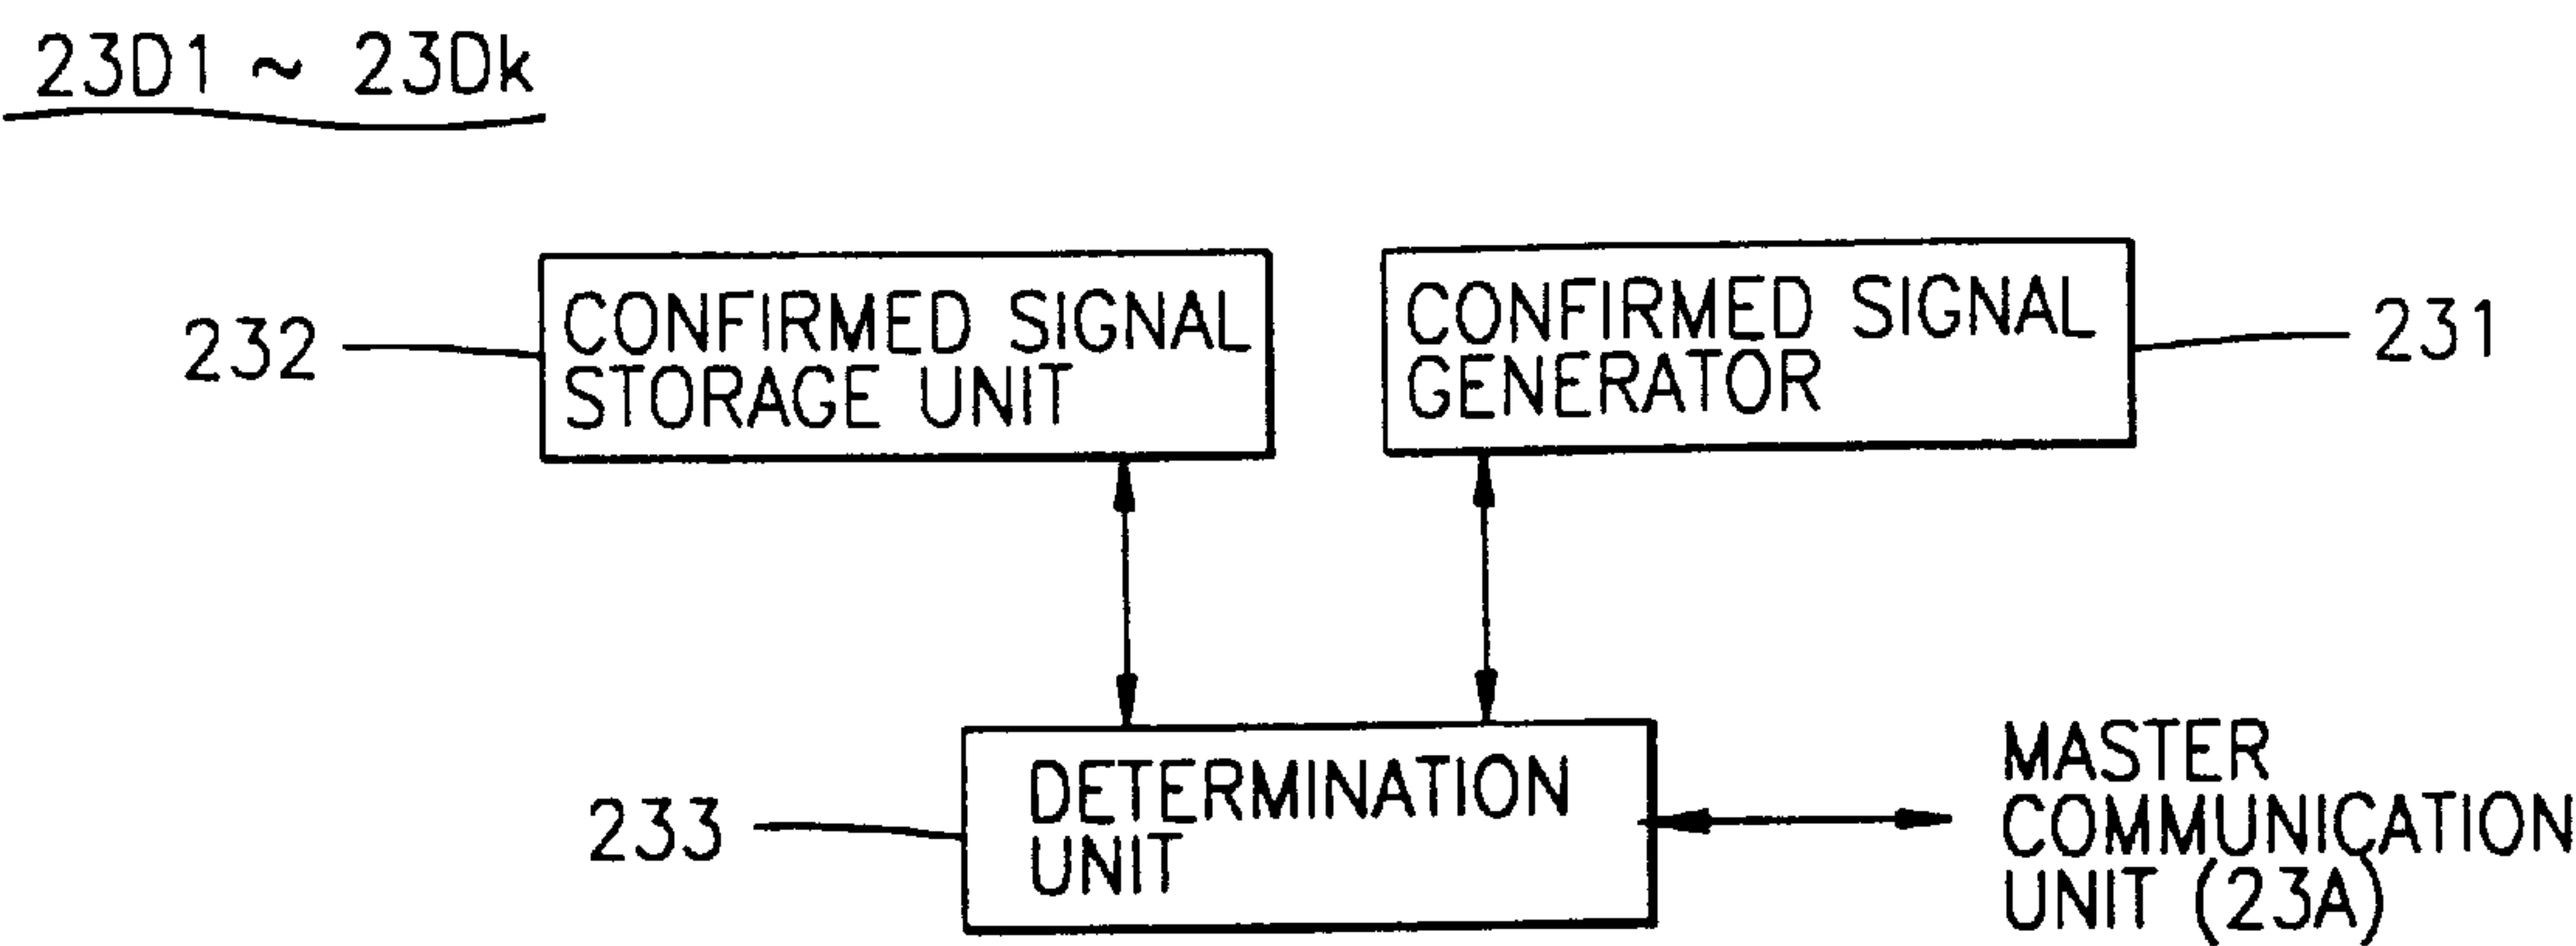 23D1 ~ 23Dk
232
CONFIRMED SIGNAL
STORAGE UNIT
CONFIRMED SIGNAL
GENERATOR
231
233
DETERMINATION
UNIT
MASTER
COMMUNICATION
UNIT (23A)